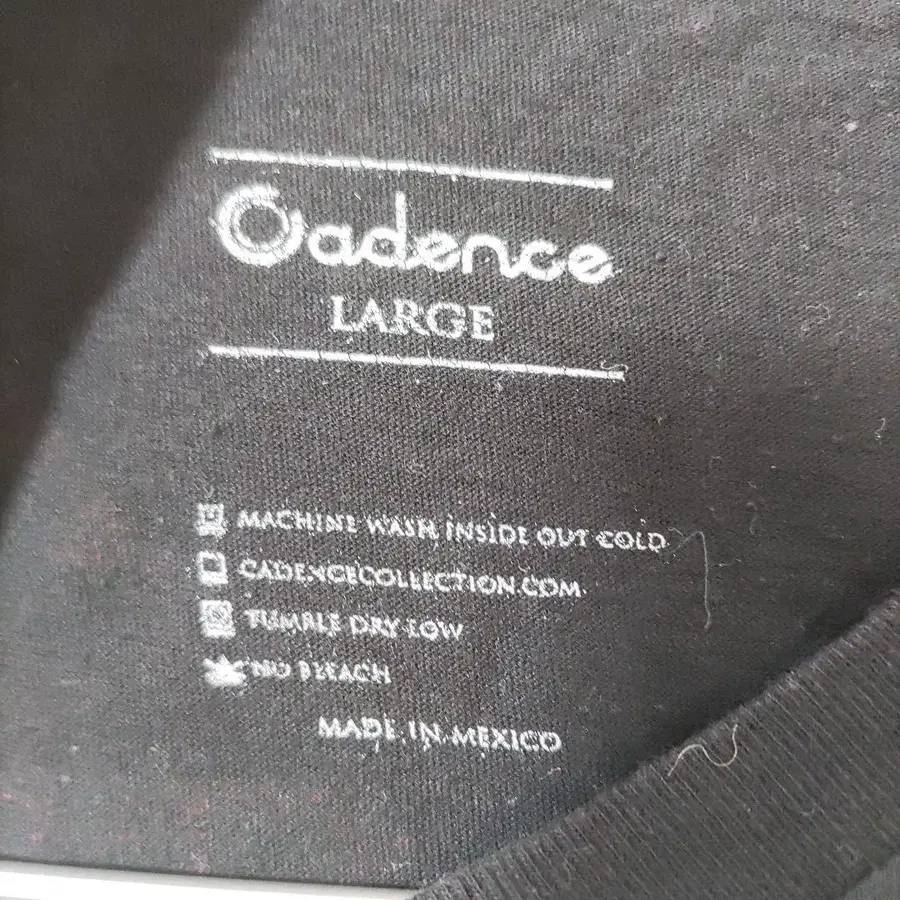 Cadence
LARGE
MACHINE WASH INSIDE OUT COLD
CADENCECOLLECTION.COM
TUMBLE DRY LOW
NO BLEACH
MADE IN MEXICO